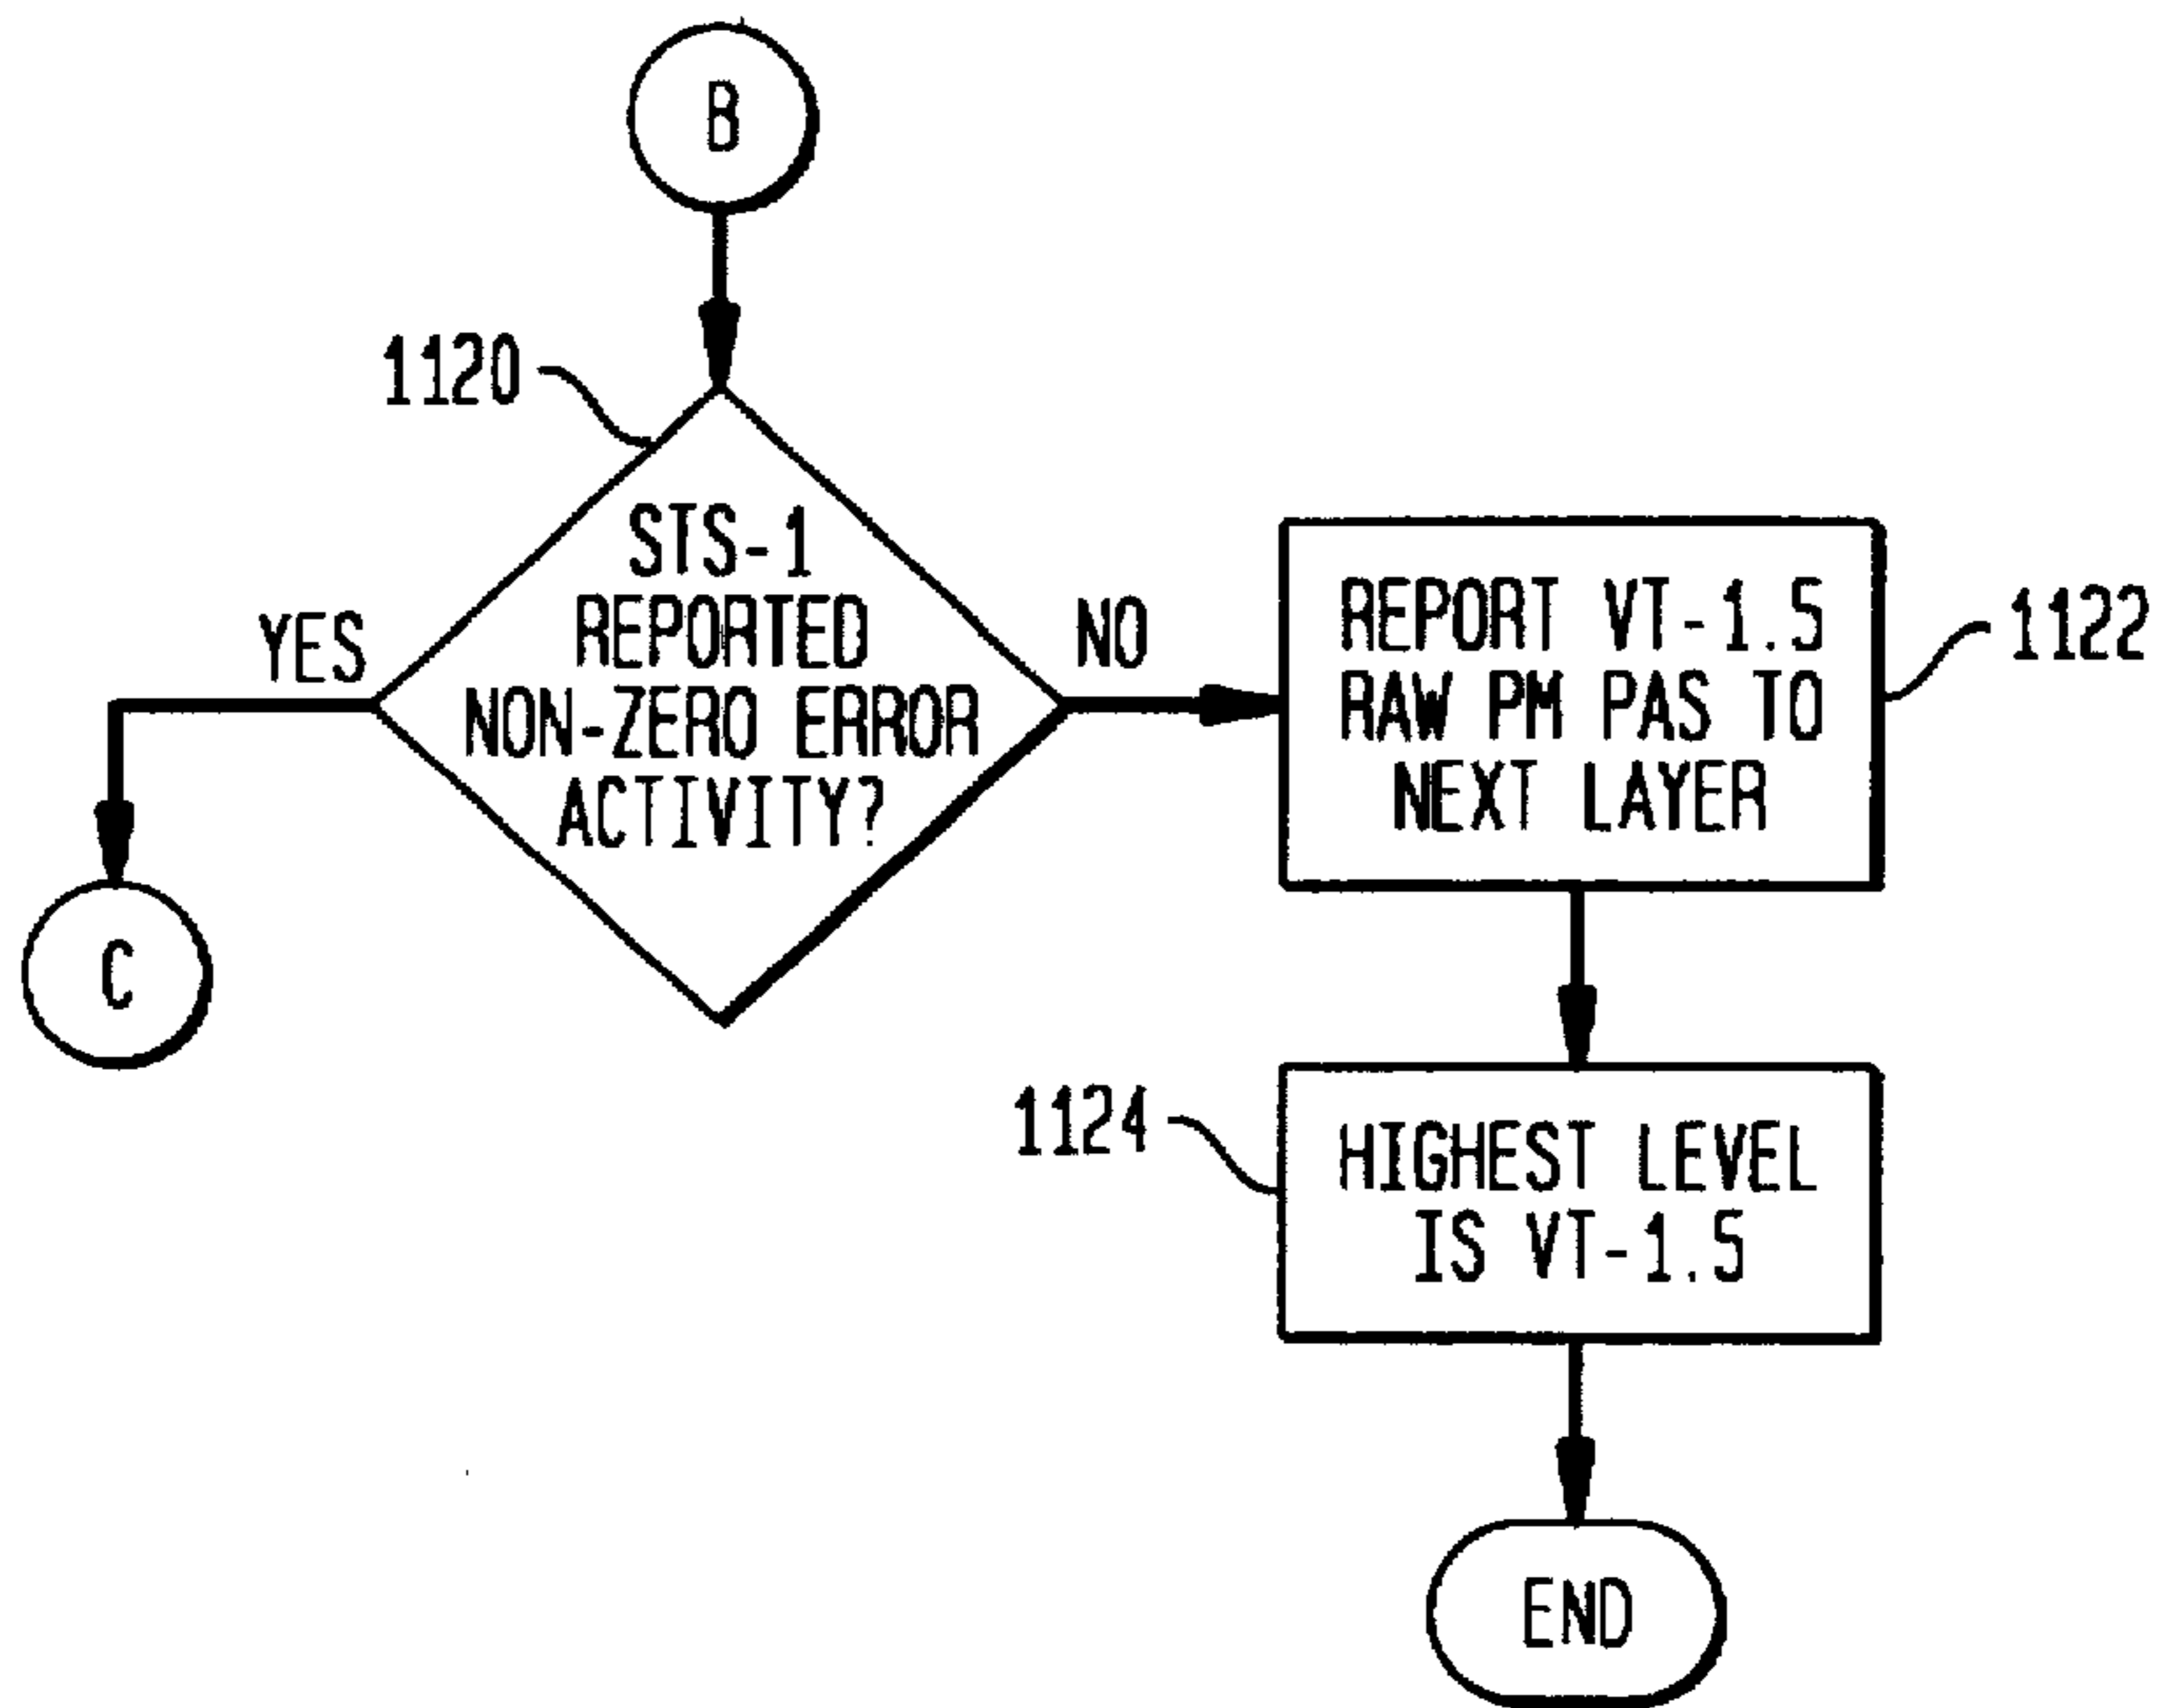 B
1120
STS-1
REPORTED
NON-ZERO ERROR
ACTIVITY?
YES
NO
C
REPORT VT-1.5
RAW PM PAS TO
NEXT LAYER
1122
1124
HIGHEST LEVEL
IS VT-1.5
END